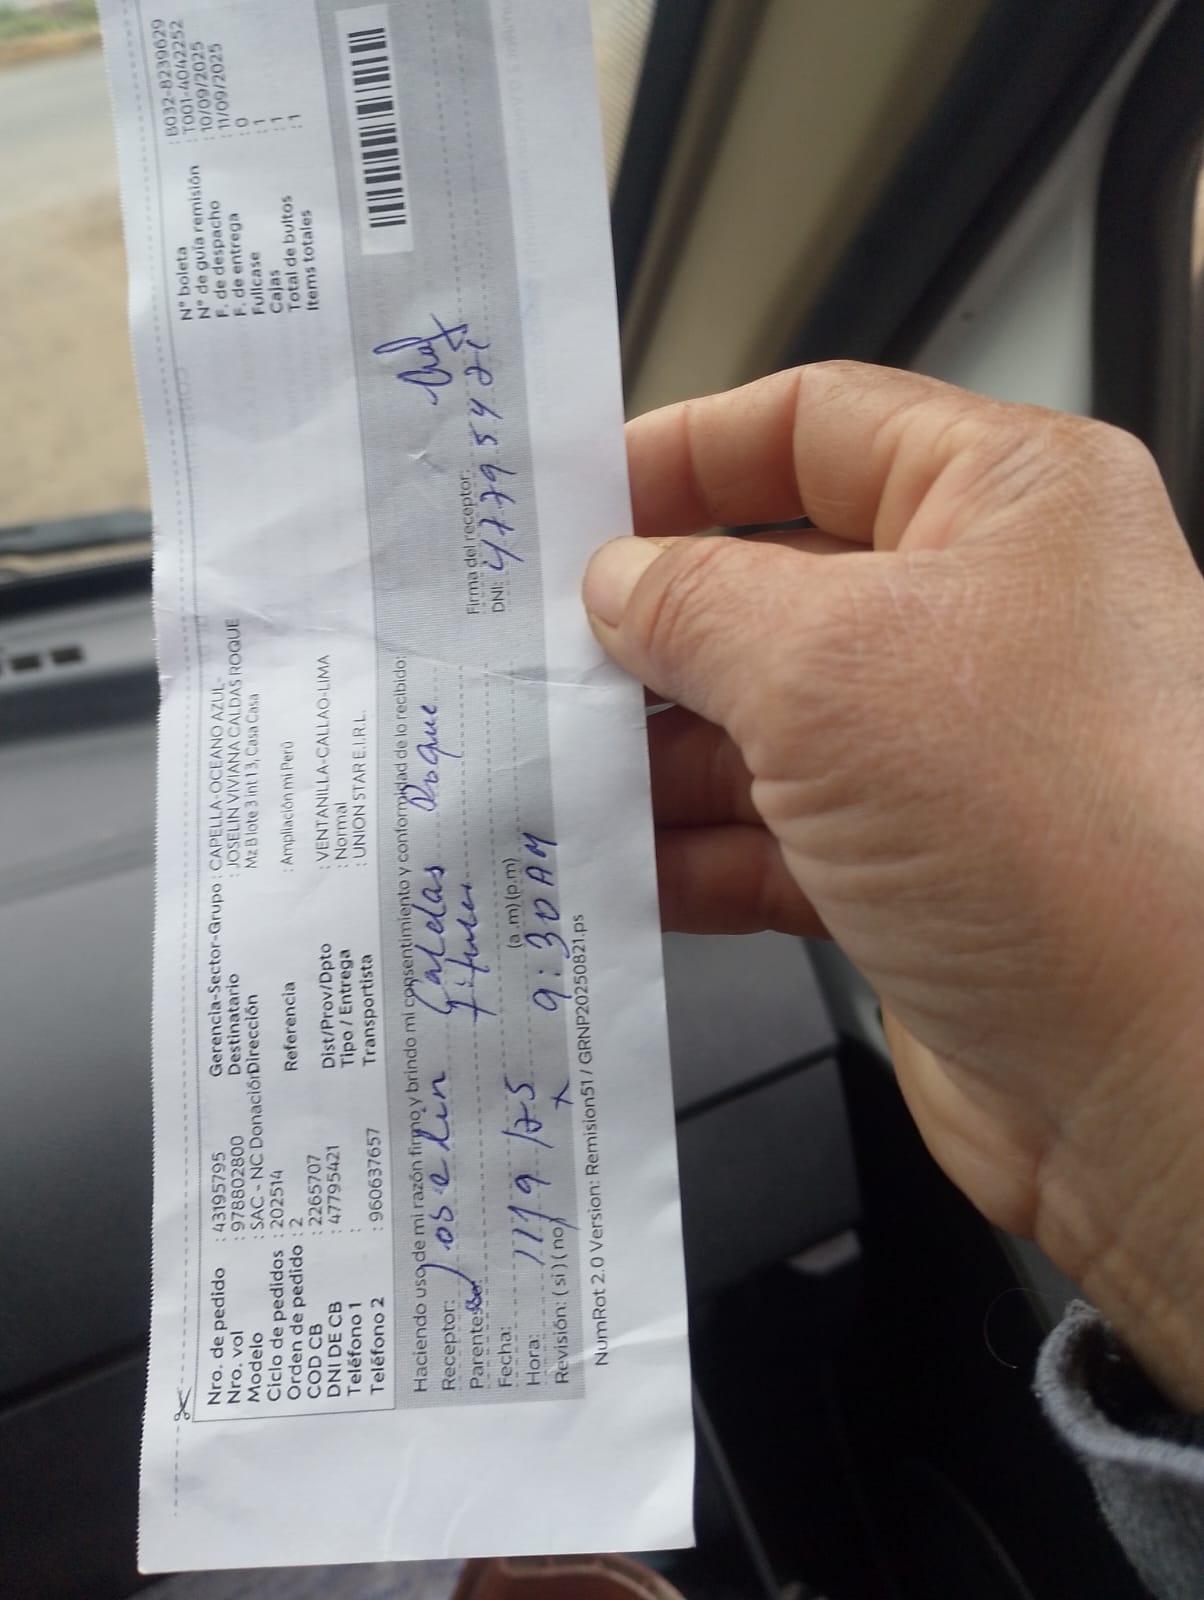 Nro. de pedido : 43195795
Nro. vol : 978802800
Modelo : SAC - NC Donación
Ciclo de pedidos : 202514
Orden de pedido : 2
COD CB : 2265707
DNI DE CB : 47795421
Teléfono 1 :
Teléfono 2 : 960637657
Gerencia-Sector-Grupo : CAPELLA-OCEANO AZUL-
Destinatario : JOSELIN VIVIANA CALDAS ROQUE
Dirección Mz B lote 3 int 13, Casa Casa
Referencia : Ampliación mi Perú
Dist/Prov/Dpto : VENTANILLA-CALLAO-LIMA
Tipo / Entrega : Normal
Transportista : UNION STAR E.I.R.L.
N° boleta : B032-8239629
N° de guía remisión : T001-4042252
F. de despacho : 10/09/2025
F. de entrega : 11/09/2025
Fullcase : 0
Cajas : 1
Total de bultos : 1
Items totales : 1
Haciendo uso de mi razón firmo y brindo mi consentimiento y conformidad de lo recibido:
Receptor: Joselin Caldas Roque
Parentesco: titular
Fecha: 11/9/25
Hora: 9:30 AM (a.m) (p.m)
Revisión: ( si ) ( no ) x
Firma del receptor:
DNI: 47795421
NumRot 2.0 Version: Remision51 / GRNP20250821.ps